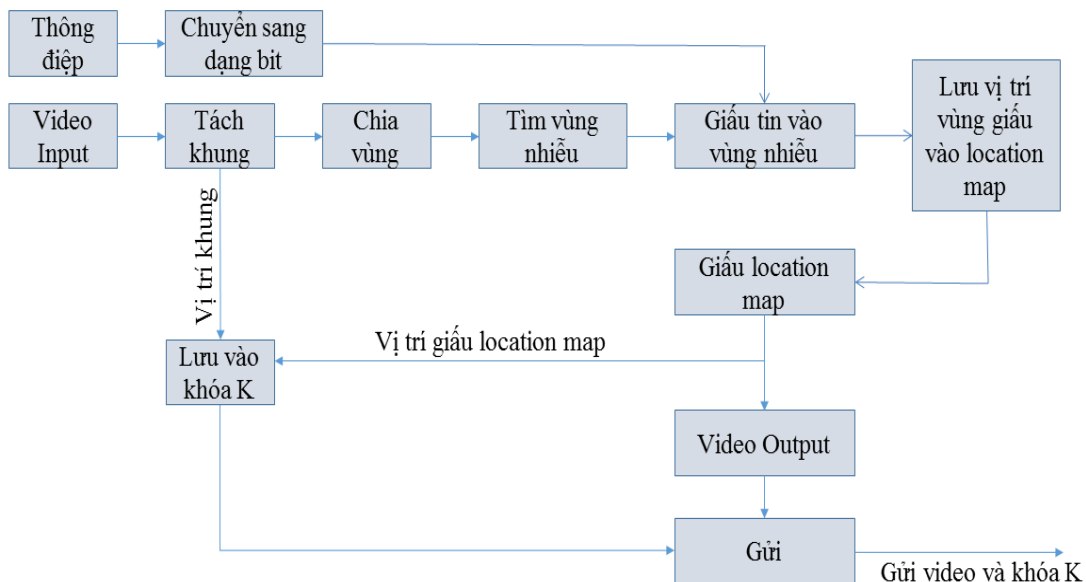 Thông
điệp
Chuyển sang
dạng bit
Lưu vị trí
vùng giấu
vào location
map
Video
Input
Tách
khung
Chia
vùng
Tìm vùng
nhiễu
Giấu tin vào
vùng nhiễu
Vị trí khung
Giấu location
map
Vị trí giấu location map
Lưu vào
khóa K
Video Output
Gửi
Gửi video và khóa K